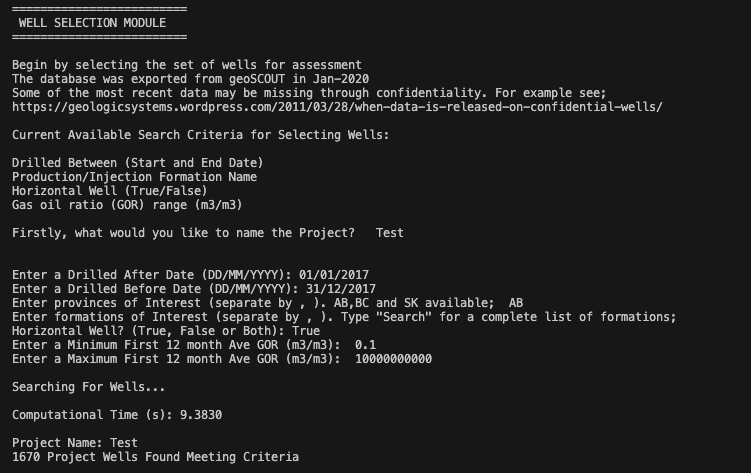 =========================
WELL SELECTION MODULE
=========================
Begin by selecting the set of wells for assessment
The database was exported from geoSCOUT in Jan-2020
Some of the most recent data may be missing through confidentiality. For example see;
https://geologicsystems.wordpress.com/2011/03/28/when-data-is-released-on-confidential-wells/
Current Available Search Criteria for Selecting Wells:
Drilled Between (Start and End Date)
Production/Injection Formation Name
Horizontal Well (True/False)
Gas oil ratio (GOR) range (m3/m3)
Firstly, what would you like to name the Project?   Test
Enter a Drilled After Date (DD/MM/YYYY): 01/01/2017
Enter a Drilled Before Date (DD/MM/YYYY): 31/12/2017
Enter provinces of Interest (separate by , ). AB,BC and SK available;  AB
Enter formations of Interest (separate by , ). Type "Search" for a complete list of formations;
Horizontal Well? (True, False or Both): True
Enter a Minimum First 12 month Ave GOR (m3/m3):  0.1
Enter a Maximum First 12 month Ave GOR (m3/m3):  10000000000
Searching For Wells...
Computational Time (s): 9.3830
Project Name: Test
1670 Project Wells Found Meeting Criteria